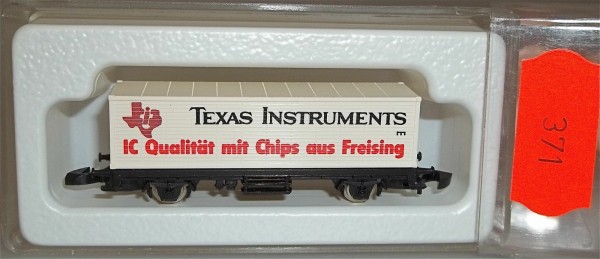 TEXAS INSTRUMENTS
IC Qualität mit Chips aus Freising
371